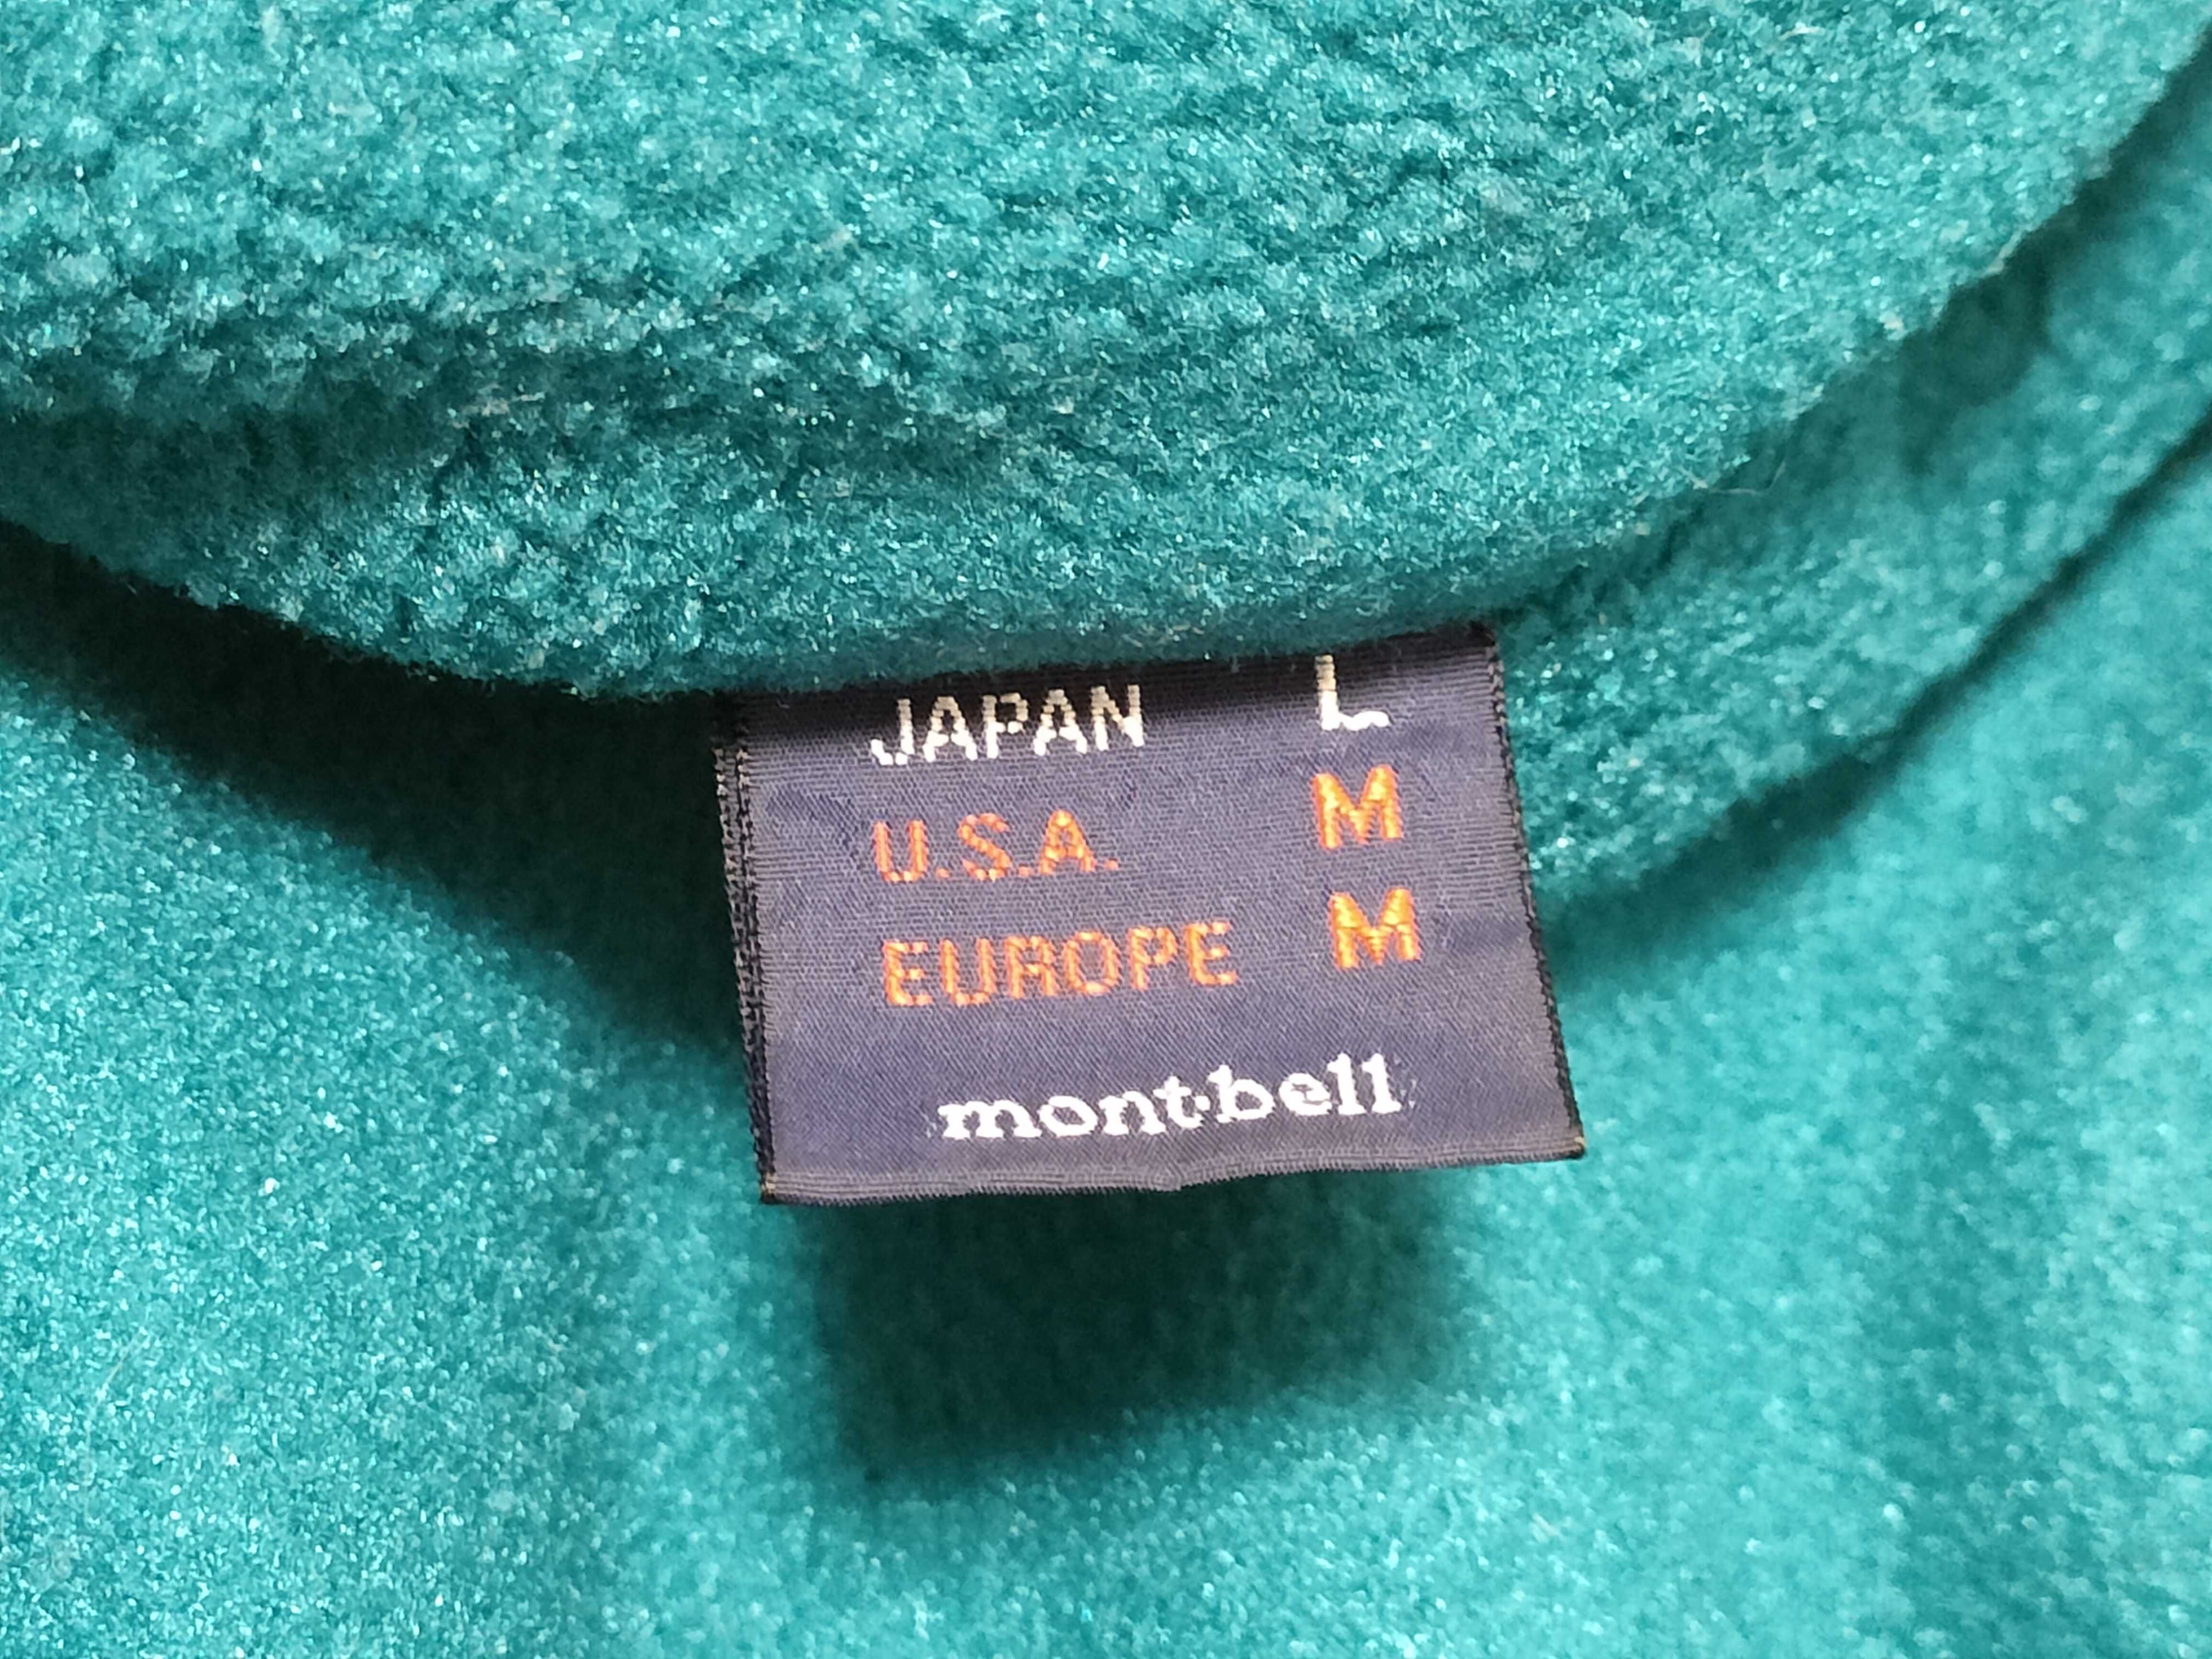 JAPAN L
U.S.A. M
EUROPE M
mont·bell